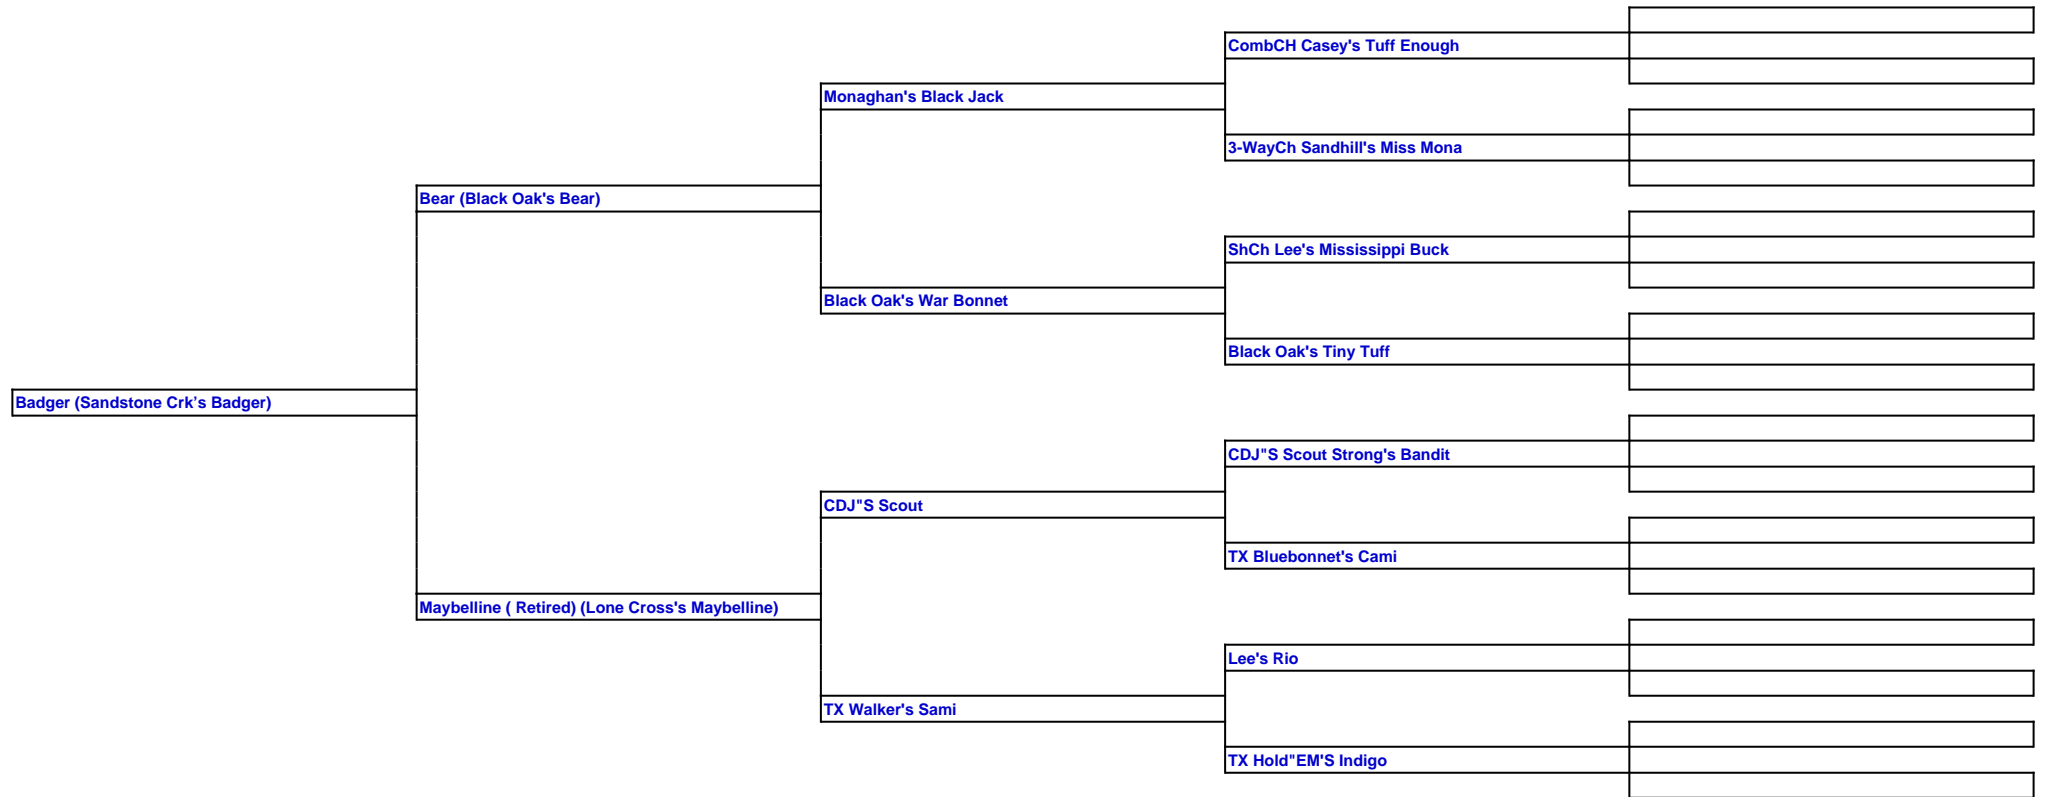 CombCH Casey's Tuff Enough
Monaghan's Black Jack
3-WayCh Sandhill's Miss Mona
Bear (Black Oak's Bear)
ShCh Lee's Mississippi Buck
Black Oak's War Bonnet
Black Oak's Tiny Tuff
Badger (Sandstone Crk’s Badger)
CDJ"S Scout Strong's Bandit
CDJ"S Scout
TX Bluebonnet's Cami
Maybelline ( Retired) (Lone Cross's Maybelline)
Lee's Rio
TX Walker's Sami
TX Hold"EM'S Indigo